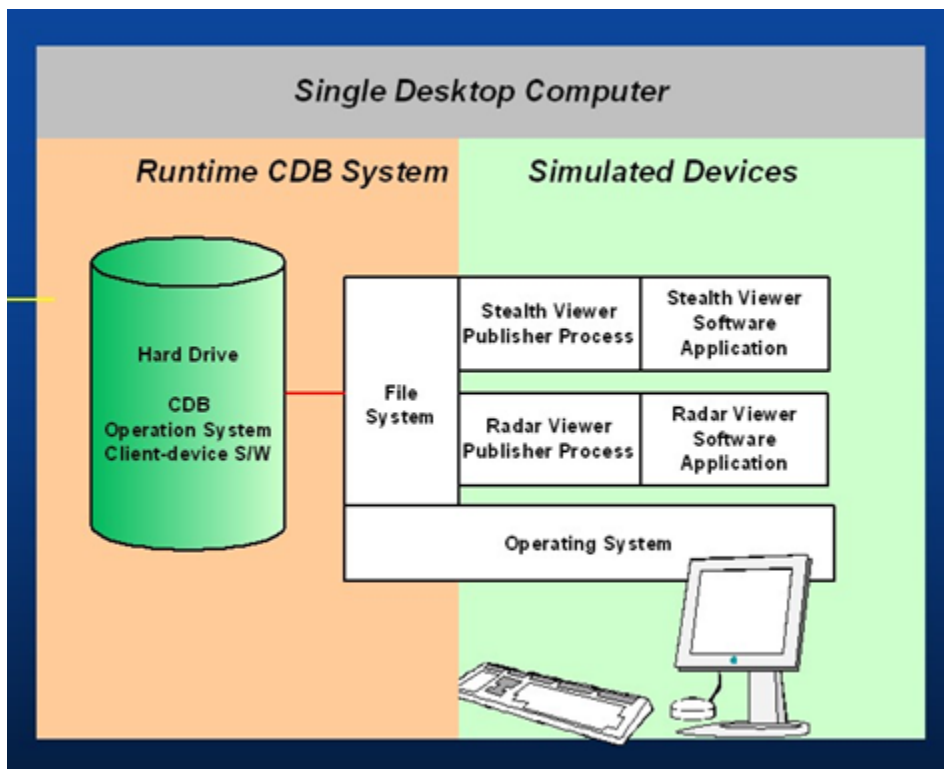 Single Desktop Computer
Runtime CDB System
Simulated Devices
Hard Drive
CDB
Operation System
Client-device S/W
File
System
Stealth Viewer
Publisher Process
Stealth Viewer
Software
Application
Radar Viewer
Publisher Process
Radar Viewer
Software
Application
Operating System